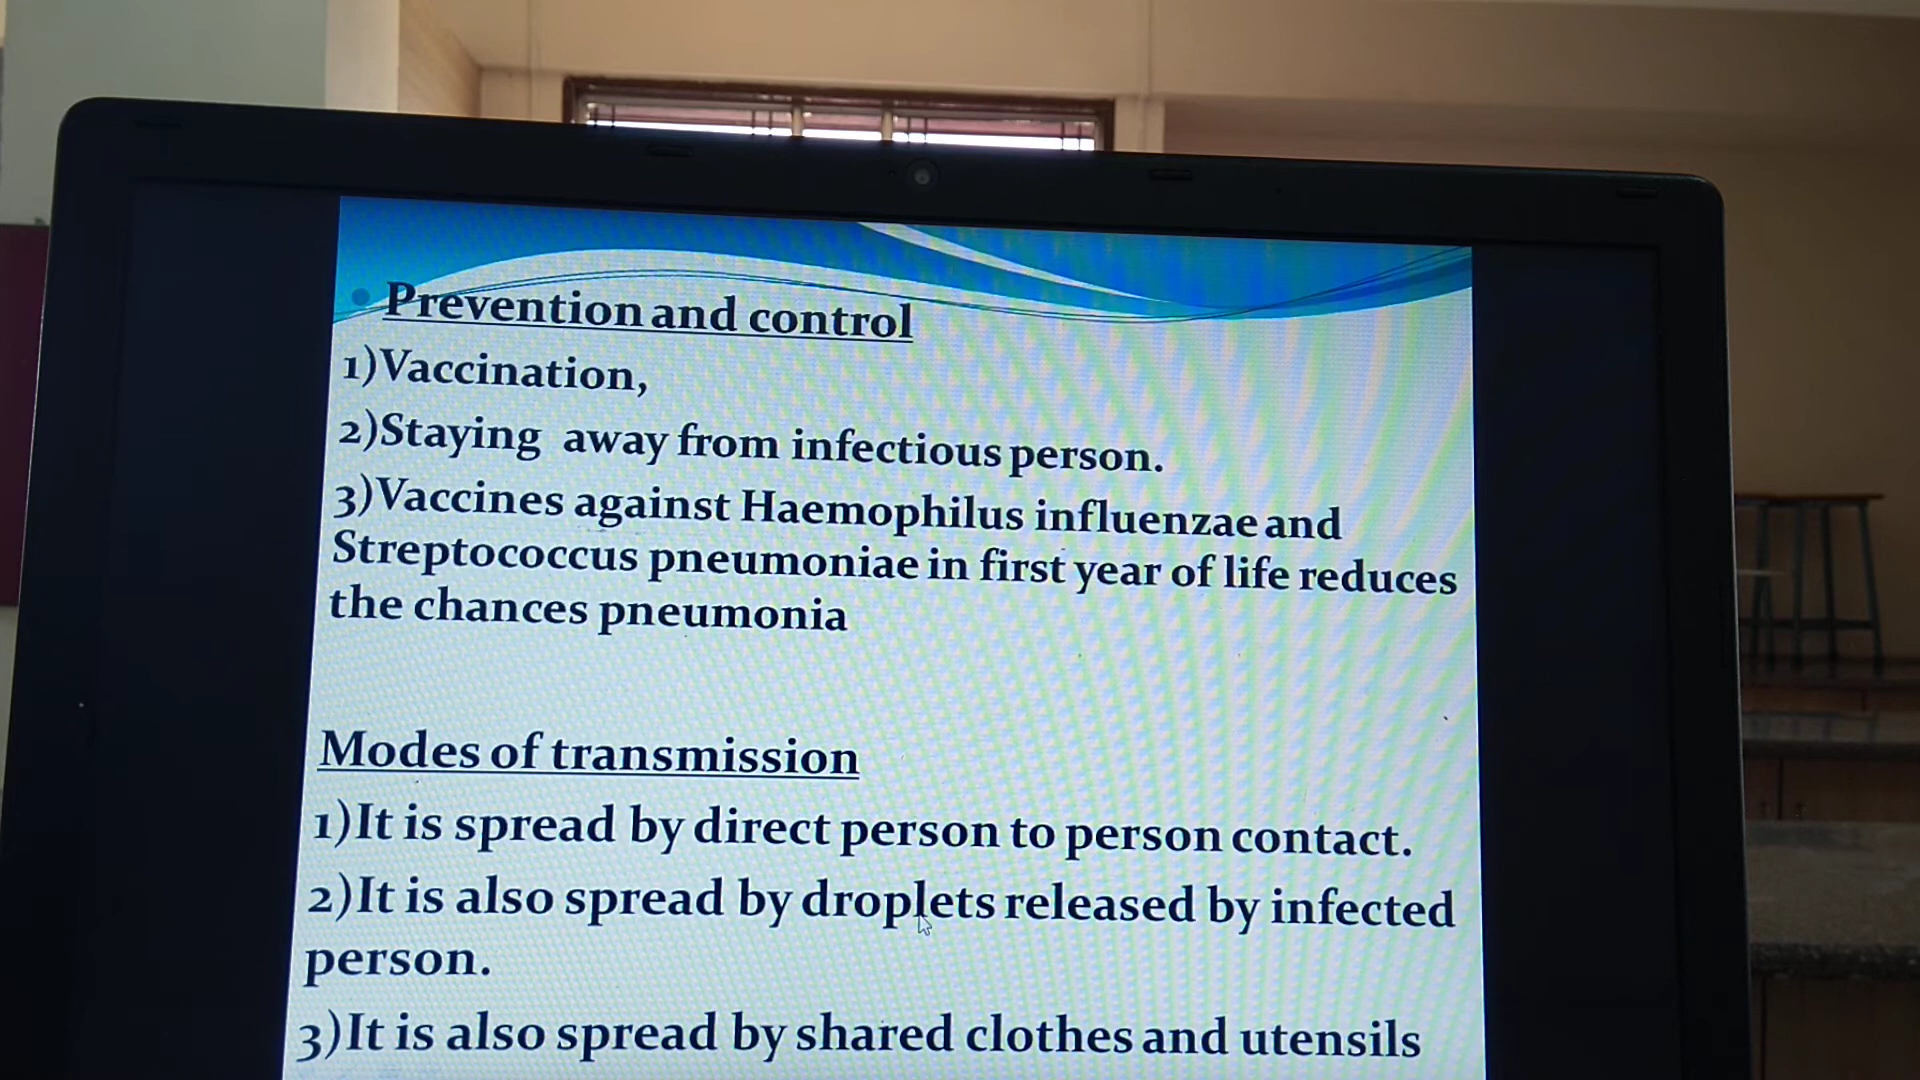 Prevention and control
1)Vaccination,
2)Staying away from infectious person.
3)Vaccines against Haemophilus influenzae and
Streptococcus pneumoniae in first year of life reduces
the chances pneumonia
Modes of transmission
1)It is spread by direct person to person contact.
2)It is also spread by droplets released by infected
person.
3)It is also spread by shared clothes and utensils